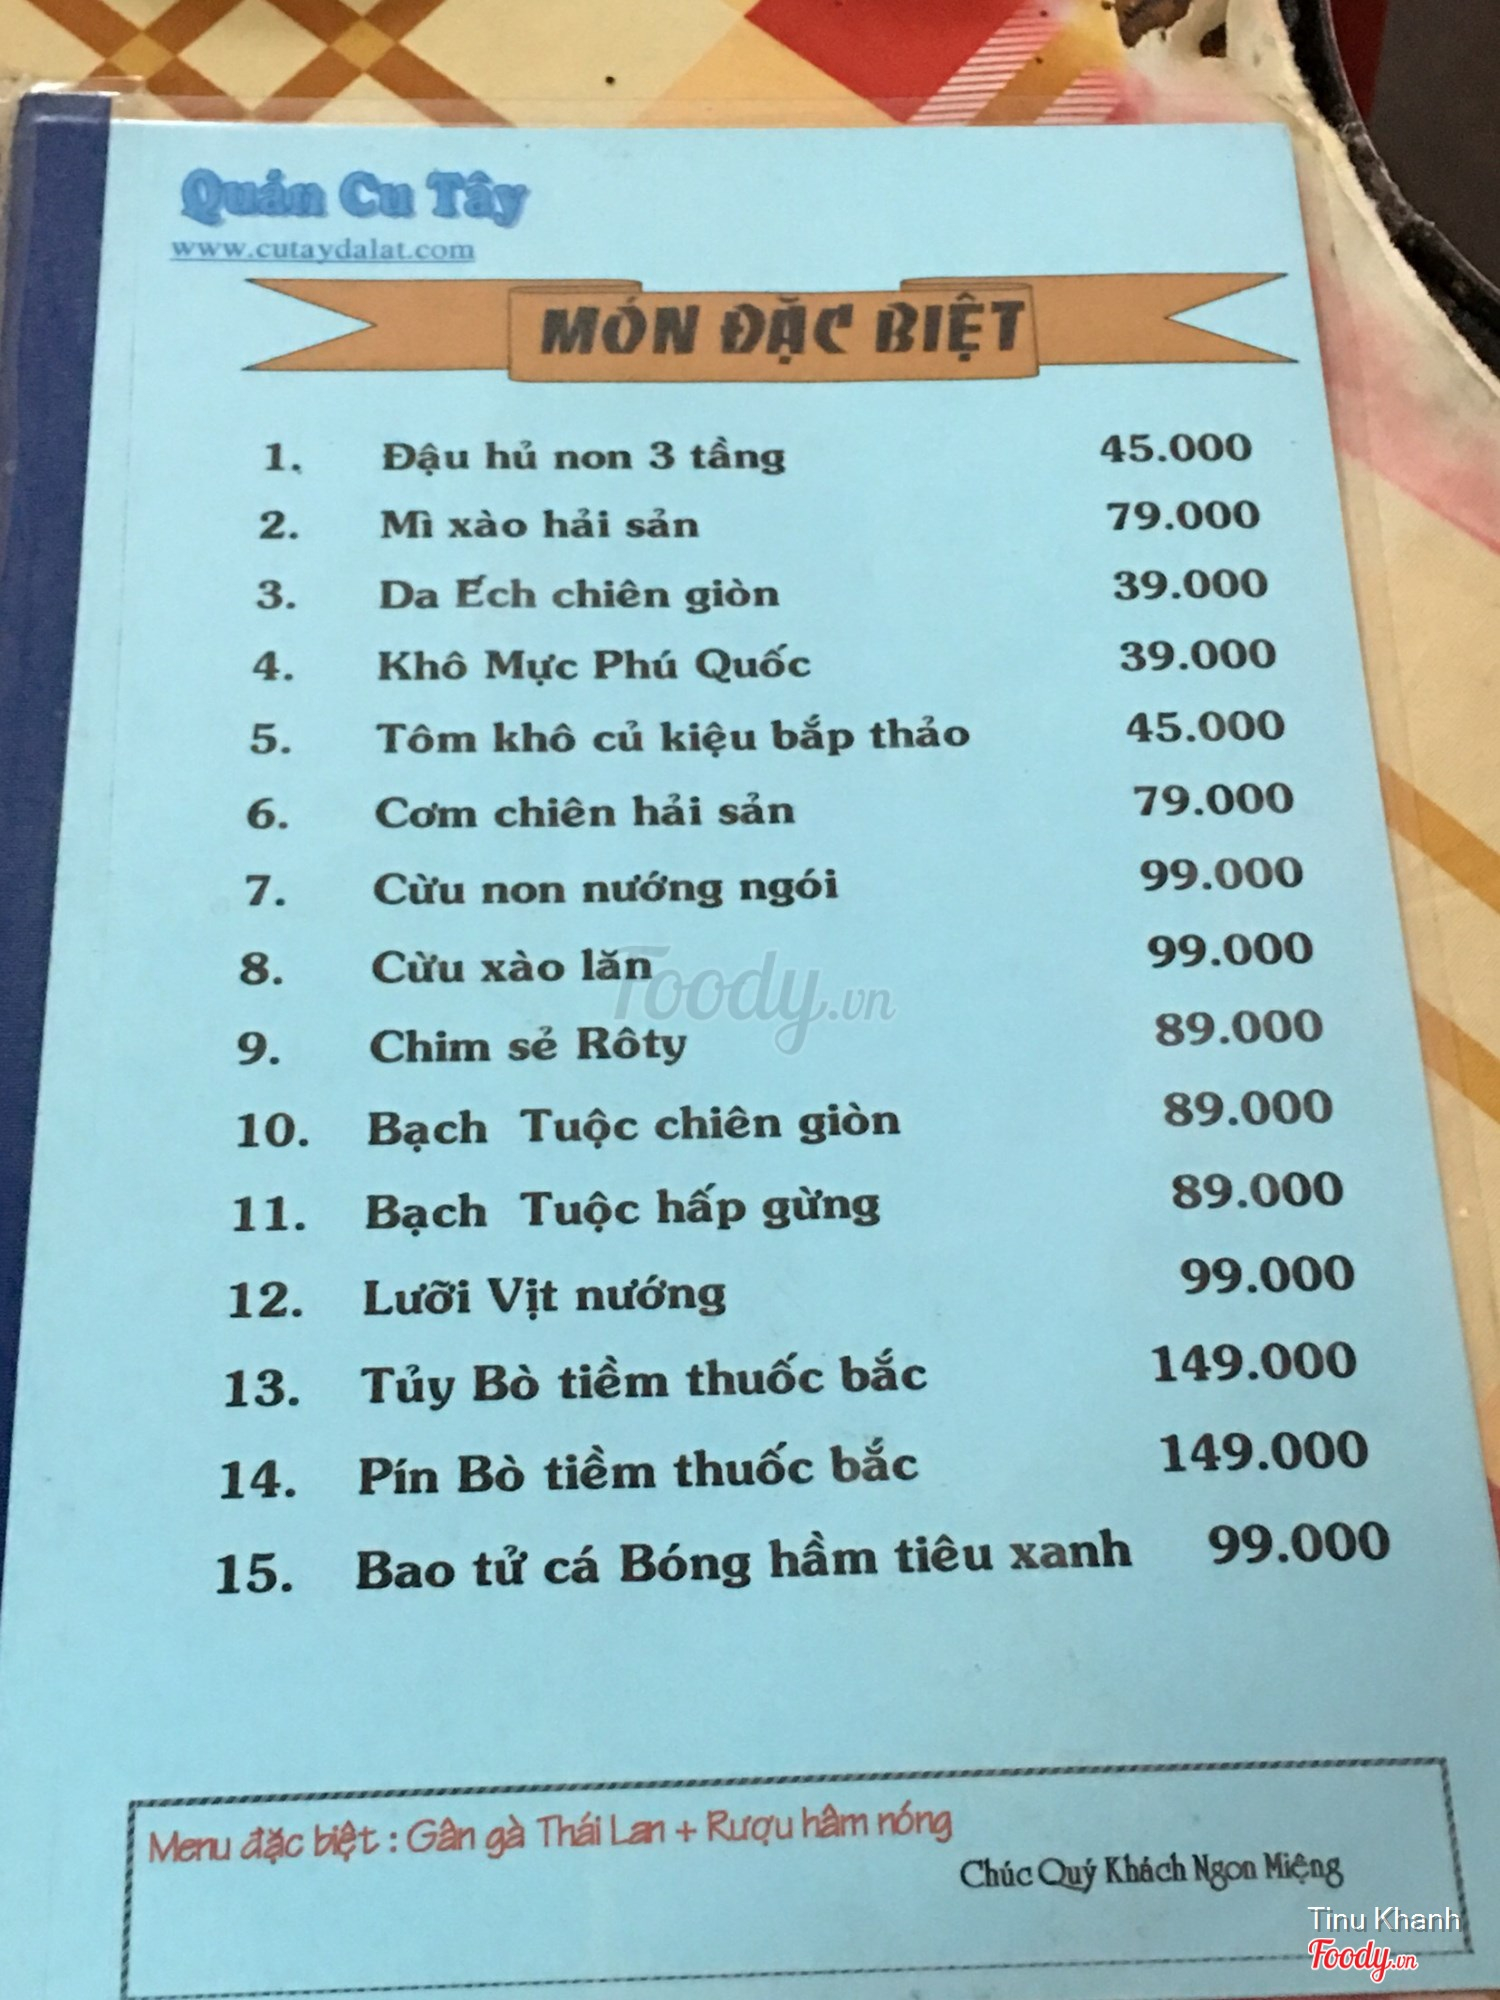 Quán Cu Tây
www.cutaydalat.com
MÓN ĐẶC BIỆT
1. Đậu hủ non 3 tầng 45.000
2. Mì xào hải sản 79.000
3. Da Ếch chiên giòn 39.000
4. Khô Mực Phú Quốc 39.000
5. Tôm khô củ kiệu bắp thảo 45.000
6. Cơm chiên hải sản 79.000
7. Cừu non nướng ngói 99.000
8. Cừu xào lăn 99.000
Foody.vn
9. Chim sẻ Rôty 89.000
10. Bạch Tuộc chiên giòn 89.000
11. Bạch Tuộc hấp gừng 89.000
12. Lưỡi Vịt nướng 99.000
13. Tủy Bò tiềm thuốc bắc 149.000
14. Pín Bò tiềm thuốc bắc 149.000
15. Bao tử cá Bóng hầm tiêu xanh 99.000
Menu đặc biệt : Gân gà Thái Lan + Rượu hâm nóng
Chúc Quý Khách Ngon Miệng
Tinu Khanh
Foody.vn